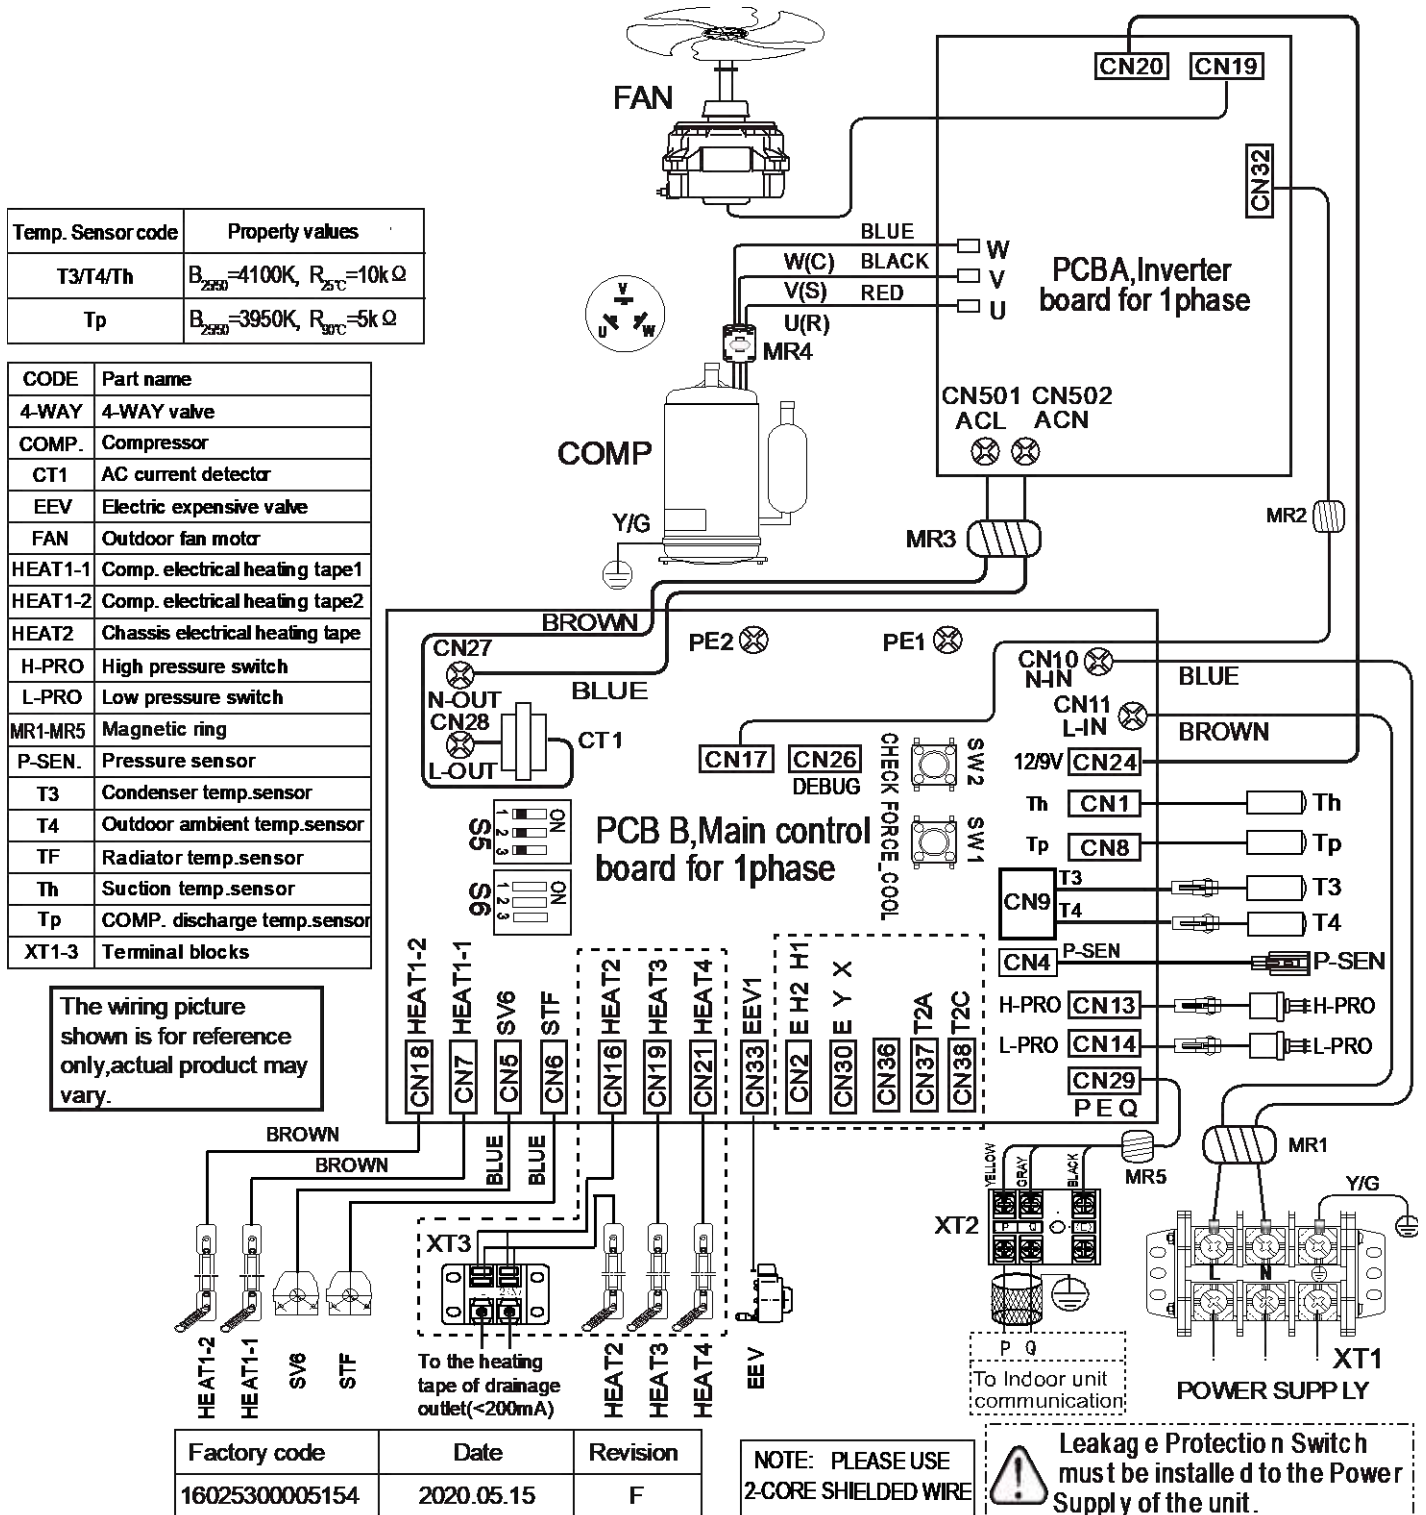 CN20
CN19
FAN
CN32
Temp. Sensor code	Property values
T3/T4/Th	B25/50=4100K, R25℃=10kΩ
Tp	B25/50=3950K, R90℃=5kΩ
BLUE
W
W(C)
BLACK
V
V(S)
RED
U
U(R)
PCBA,Inverter
board for 1phase
V
U
W
MR4
CN501
CN502
ACL
ACN
COMP
Y/G
MR3
MR2
CODE	Part name
4-WAY	4-WAY valve
COMP.	Compressor
CT1	AC current detector
EEV	Electric expensive valve
FAN	Outdoor fan motor
HEAT1-1	Comp. electrical heating tape1
HEAT1-2	Comp. electrical heating tape2
HEAT2	Chassis electrical heating tape
H-PRO	High pressure switch
L-PRO	Low pressure switch
MR1-MR5	Magnetic ring
P-SEN.	Pressure sensor
T3	Condenser temp.sensor
T4	Outdoor ambient temp.sensor
TF	Radiator temp.sensor
Th	Suction temp.sensor
Tp	COMP. discharge temp.sensor
XT1-3	Terminal blocks
The wiring picture
shown is for reference
only,actual product may
vary.
BROWN
CN27
N-OUT
BLUE
CN28
L-OUT
CT1
PE2
PE1
CN10
N-IN
BLUE
CN11
L-IN
BROWN
CN17
CN26
DEBUG
CHECK FORCE_COOL
SW2
SW1
12/9V CN24
Th CN1 Th
Tp CN8 Tp
CN9
T3
T3
T4
T4
CN4 P-SEN P-SEN
H-PRO CN13 H-PRO
L-PRO CN14 L-PRO
CN29
P E Q
S5
1 2 3
ON
S6
1 2 3
ON
PCB B,Main control
board for 1phase
HEAT1-2
CN18
HEAT1-1
CN7
SV6
CN5
STF
CN6
HEAT2
CN16
HEAT3
CN19
HEAT4
CN21
EEV1
CN33
E H2 H1
CN2
E Y X
CN30
CN36
T2A
CN37
T2C
CN38
BROWN
BROWN
BLUE
BLUE
YELLOW
GRAY
BLACK
MR5
MR1
Y/G
XT3
XT2
P Q
L N
HEAT1-2
HEAT1-1
SV6
STF
To the heating
tape of drainage
outlet(<200mA)
HEAT2
HEAT3
HEAT4
EEV
P Q
To Indoor unit
communication
XT1
POWER SUPPLY
Factory code	Date	Revision
16025300005154	2020.05.15	F
NOTE: PLEASE USE
2-CORE SHIELDED WIRE
Leakage Protection Switch
must be installed to the Power
Supply of the unit.